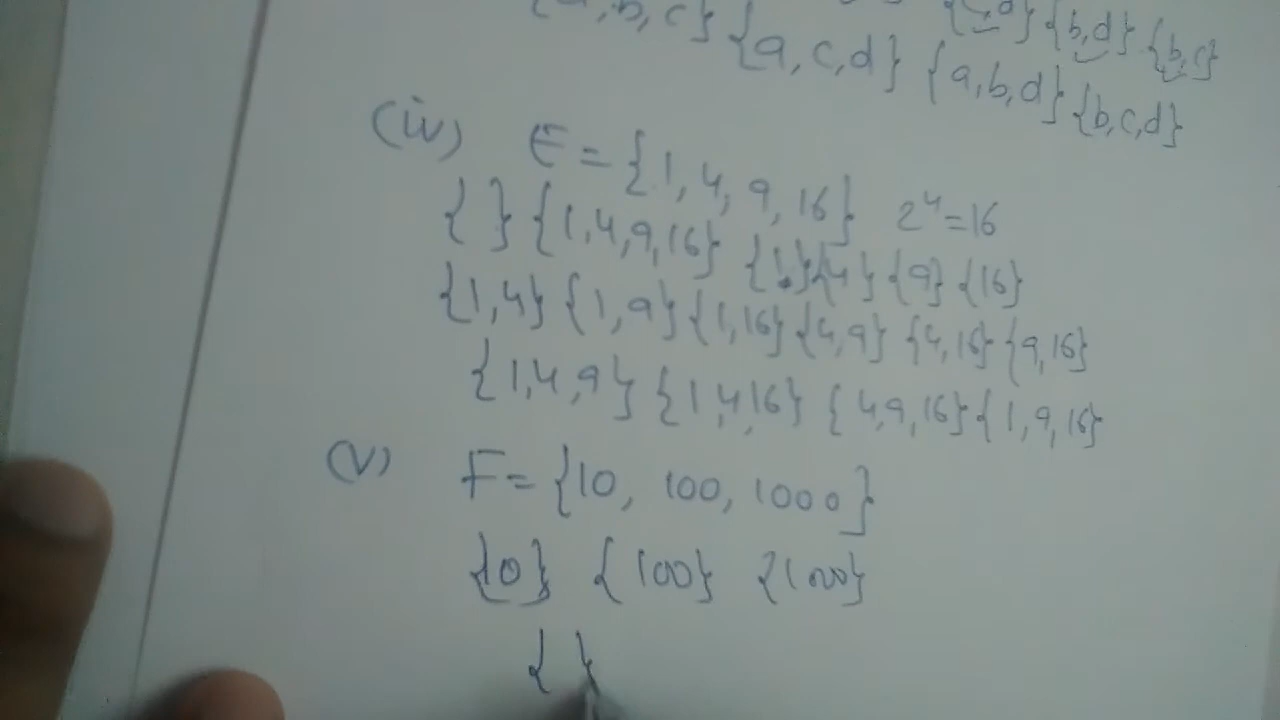 {a, b, c} {a, c, d} {a, b, d} {b, c, d}
{b, d} {b, c}
(iv) E = {1, 4, 9, 16} 2⁴ = 16
{ } {1, 4, 9, 16} {1} {4} {9} {16}
{1, 4} {1, 9} {1, 16} {4, 9} {4, 16} {9, 16}
{1, 4, 9} {1, 4, 16} {4, 9, 16} {1, 9, 16}
(v) F = {10, 100, 1000}
{10} {100} {1000}
{ }